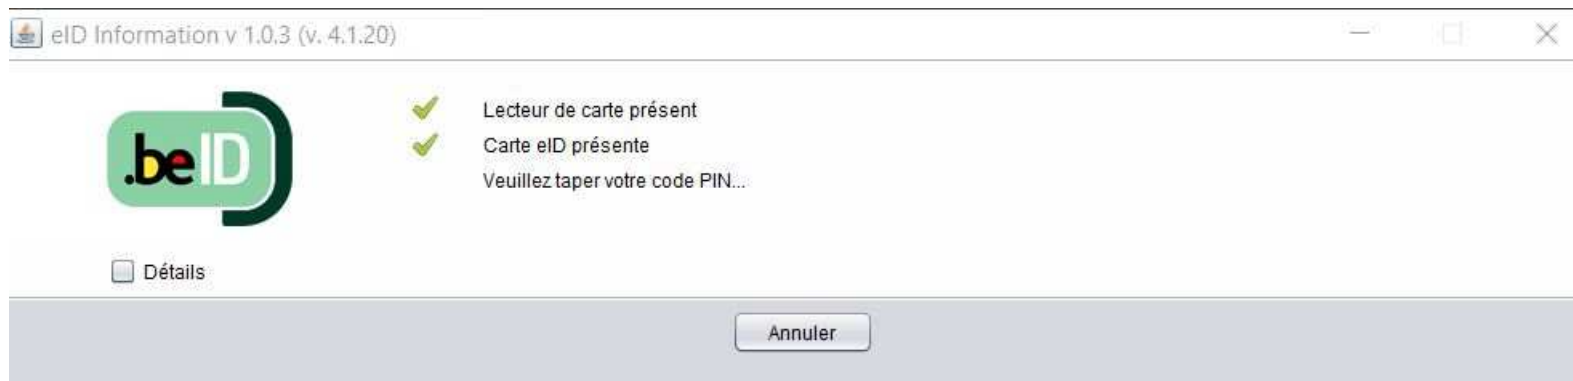 eID Information v 1.0.3 (v. 4.1.20)
.beID
Lecteur de carte présent
Carte eID présente
Veuillez taper votre code PIN...
Détails
Annuler